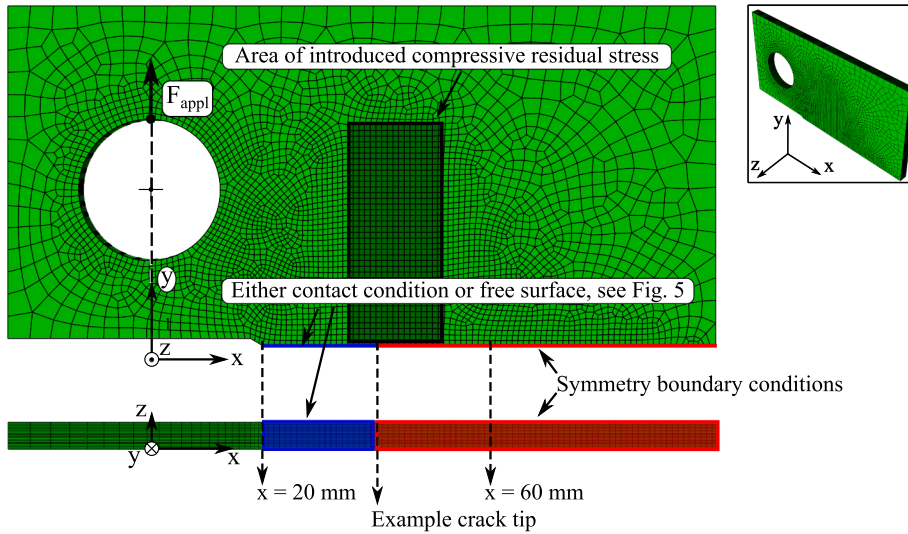 Area of introduced compressive residual stress
F_appl
y
x
z
y
Either contact condition or free surface, see Fig. 5
z
x
Symmetry boundary conditions
z
y
x
x = 20 mm
x = 60 mm
Example crack tip